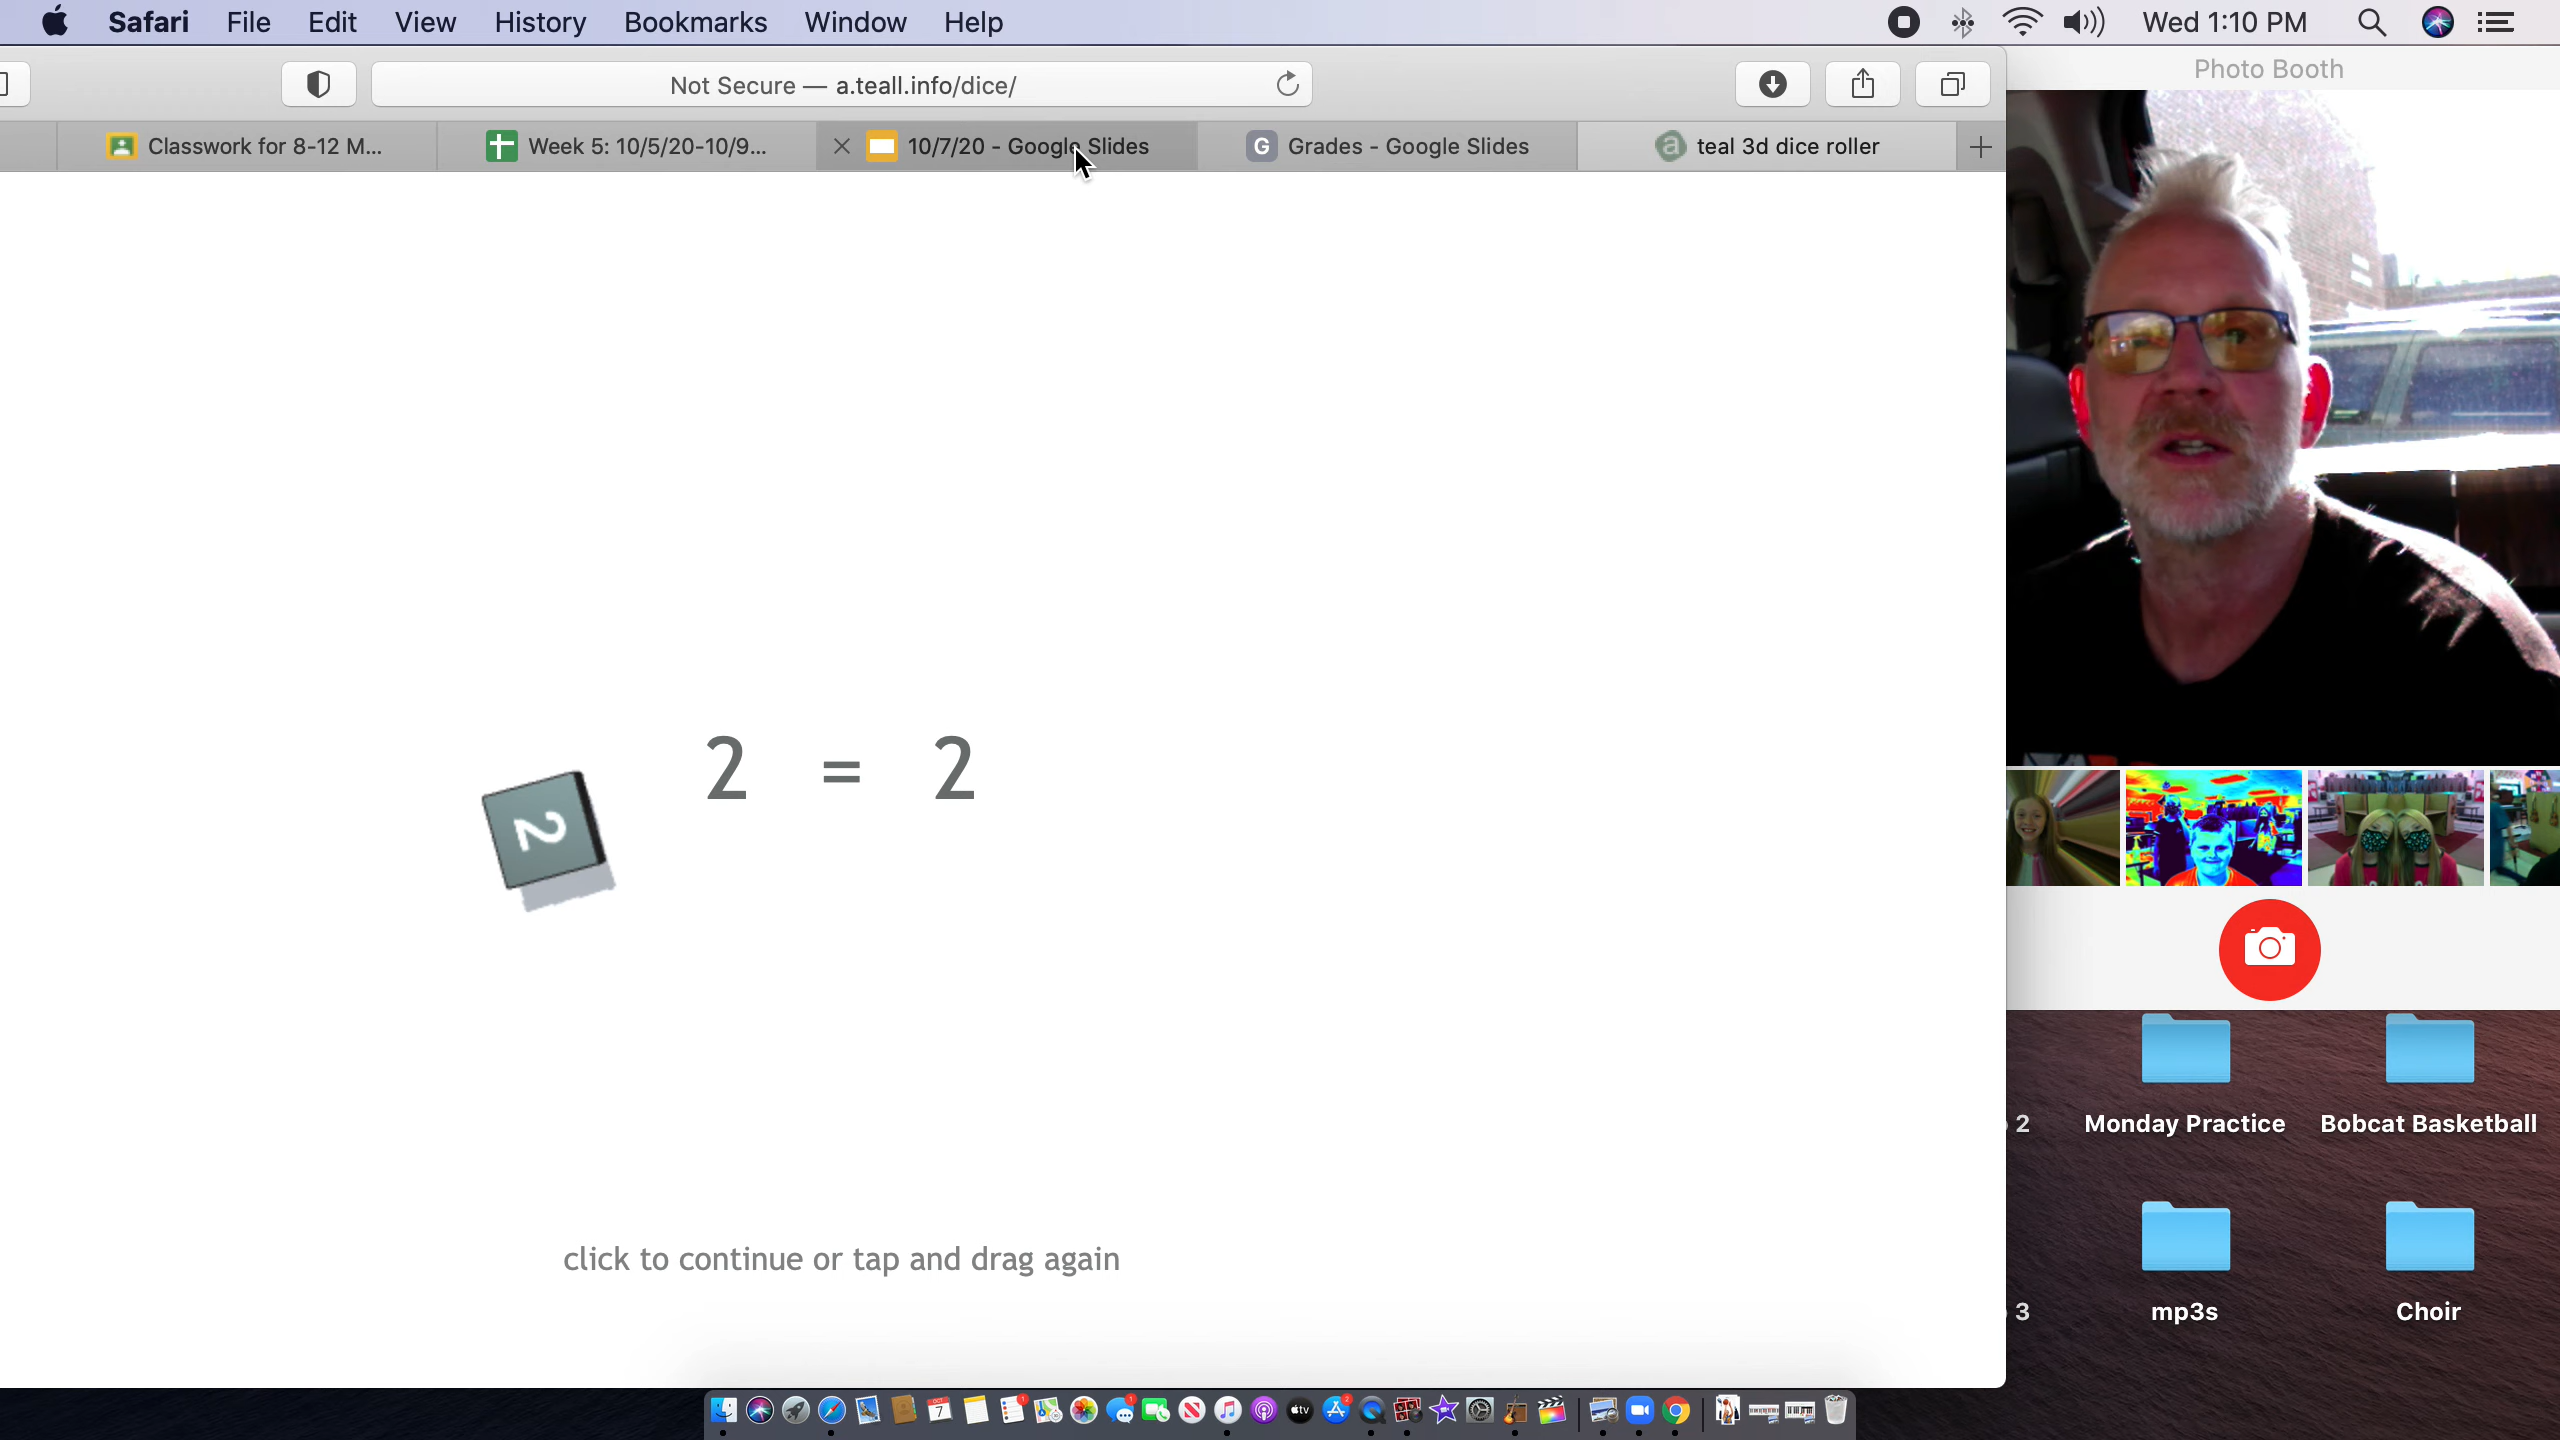 Safari File Edit View History Bookmarks Window Help Wed 1:10 PM
Photo Booth
Not Secure — a.teall.info/dice/
Classwork for 8-12 M... Week 5: 10/5/20-10/9... 10/7/20 - Google Slides G Grades - Google Slides a teal 3d dice roller
2 = 2
2
click to continue or tap and drag again
2 Monday Practice Bobcat Basketball
3 mp3s Choir